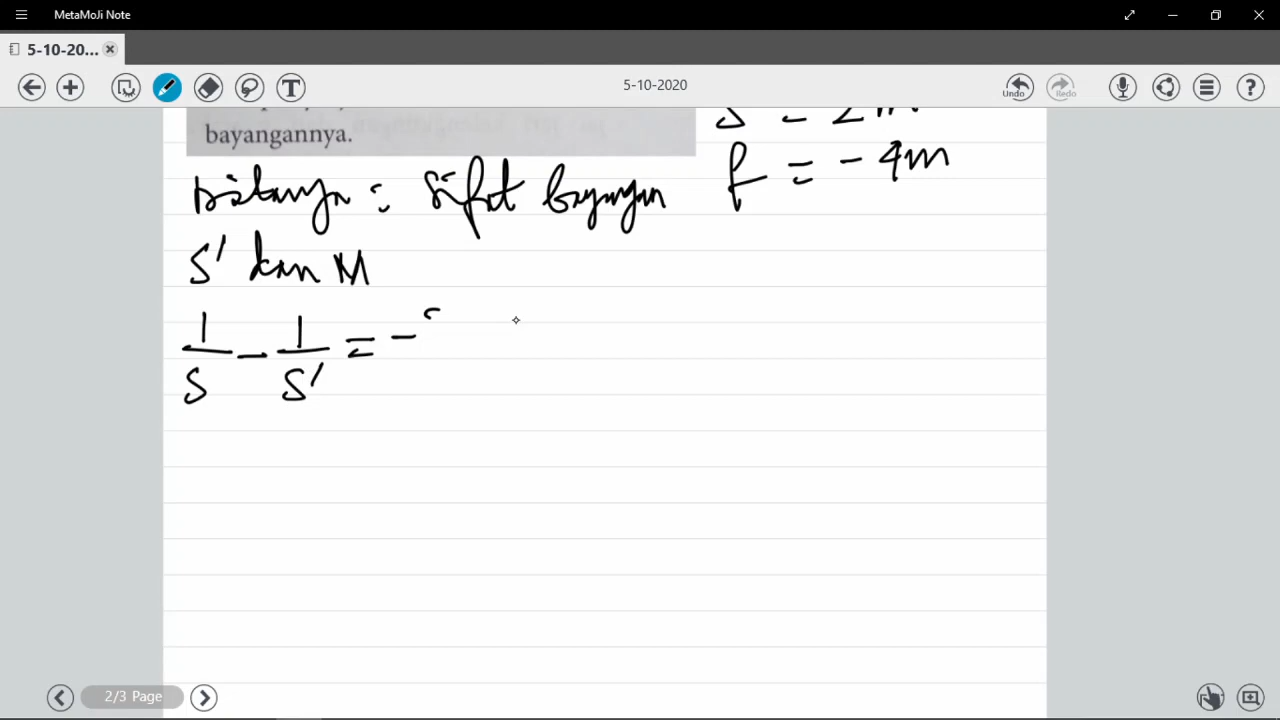 MetaMoJi Note
5-10-20...
5-10-2020
Undo
Redo
bayangannya.
S = 2 m
f = -4m
Ditanya : Sifat bayangan
S' dan M
1/S - 1/S' = -
2/3 Page